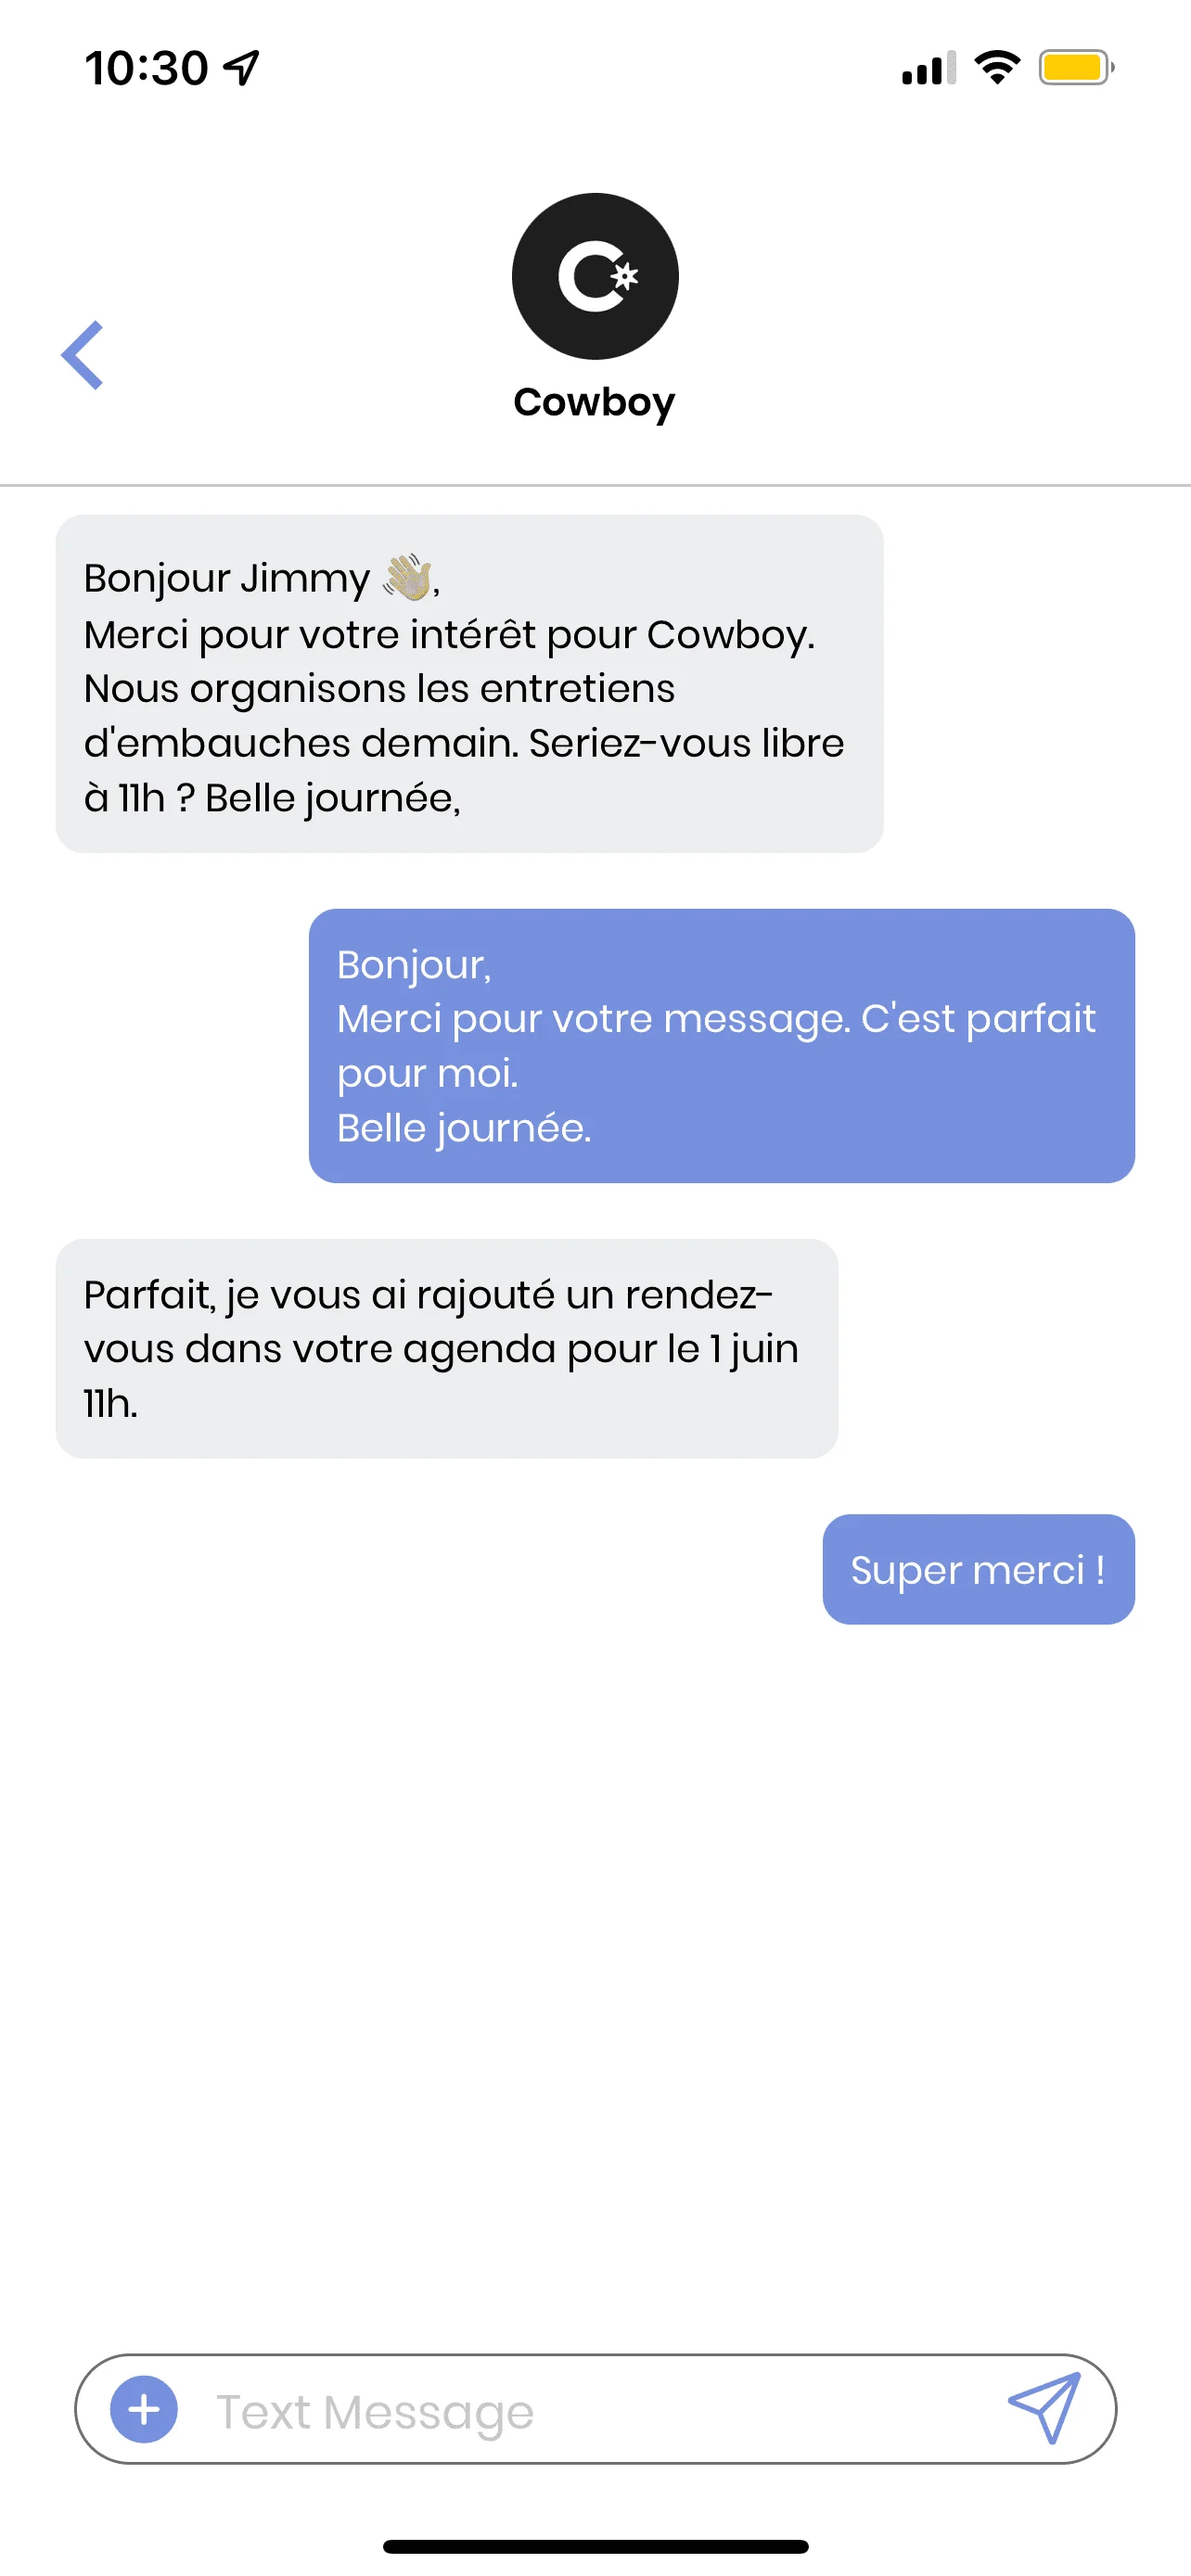 10:30
Cowboy
Bonjour Jimmy 👋🏼,
Merci pour votre intérêt pour Cowboy.
Nous organisons les entretiens
d'embauches demain. Seriez-vous libre
à 11h ? Belle journée,
Bonjour,
Merci pour votre message. C'est parfait
pour moi.
Belle journée.
Parfait, je vous ai rajouté un rendez-
vous dans votre agenda pour le 1 juin
11h.
Super merci !
Text Message